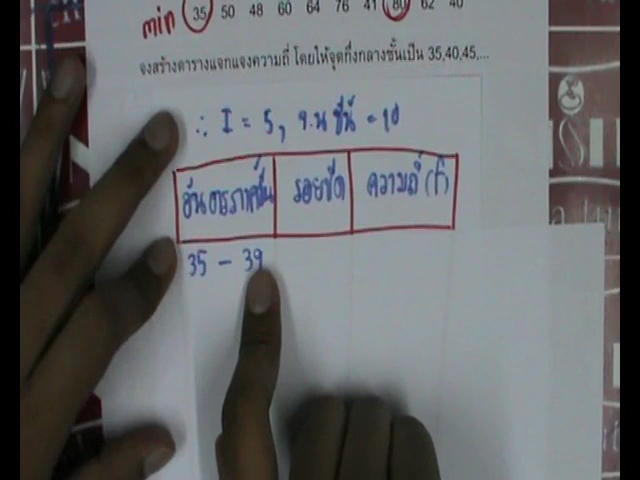 min 35 50 48 60 64 76 41 80 62 40
จงสร้างตารางแจกแจงความถี่ โดยให้จุดกึ่งกลางชั้นเป็น 35,40,45,...
∴ I = 5, จ.น ชั้น = 10
อันตรภาคชั้น รอยขีด ความถี่ (f)
35 - 39